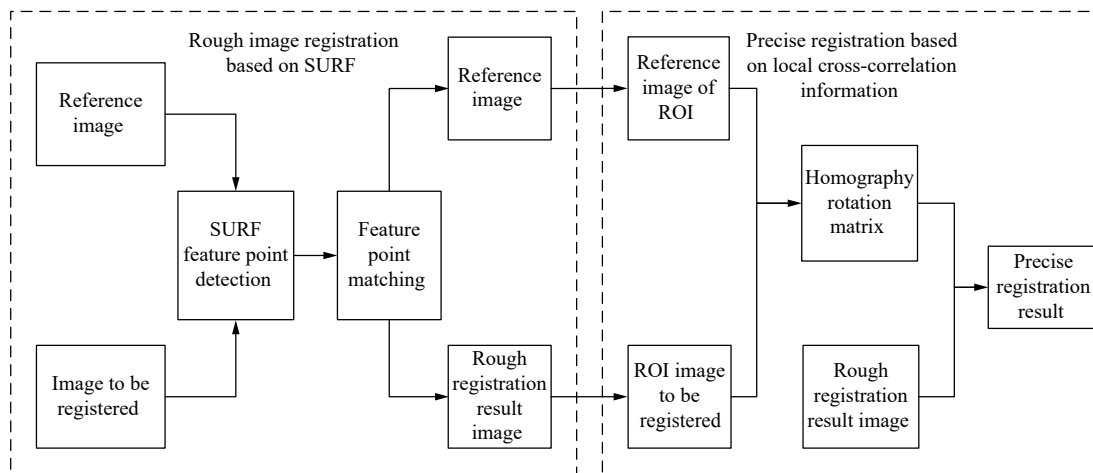 Rough image registration
based on SURF
Reference
image
SURF
feature point
detection
Image to be
registered
Feature
point
matching
Reference
image
Rough
registration
result
image
Precise registration based
on local cross-correlation
information
Reference
image of
ROI
ROI image
to be
registered
Homography
rotation
matrix
Rough
registration
result image
Precise
registration
result